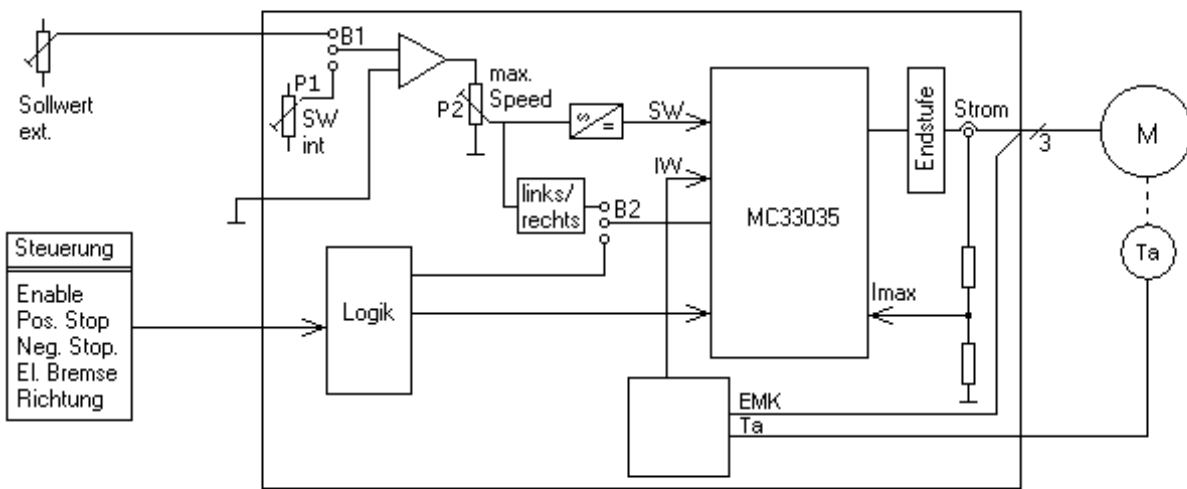 Sollwert
ext.
B1
P1
SW
int
max.
Speed
P2
SW
IW
links/
rechts
B2
MC33035
Endstufe
Strom
3
M
Ta
Imax
Steuerung
Enable
Pos. Stop
Neg. Stop.
El. Bremse
Richtung
Logik
EMK
Ta